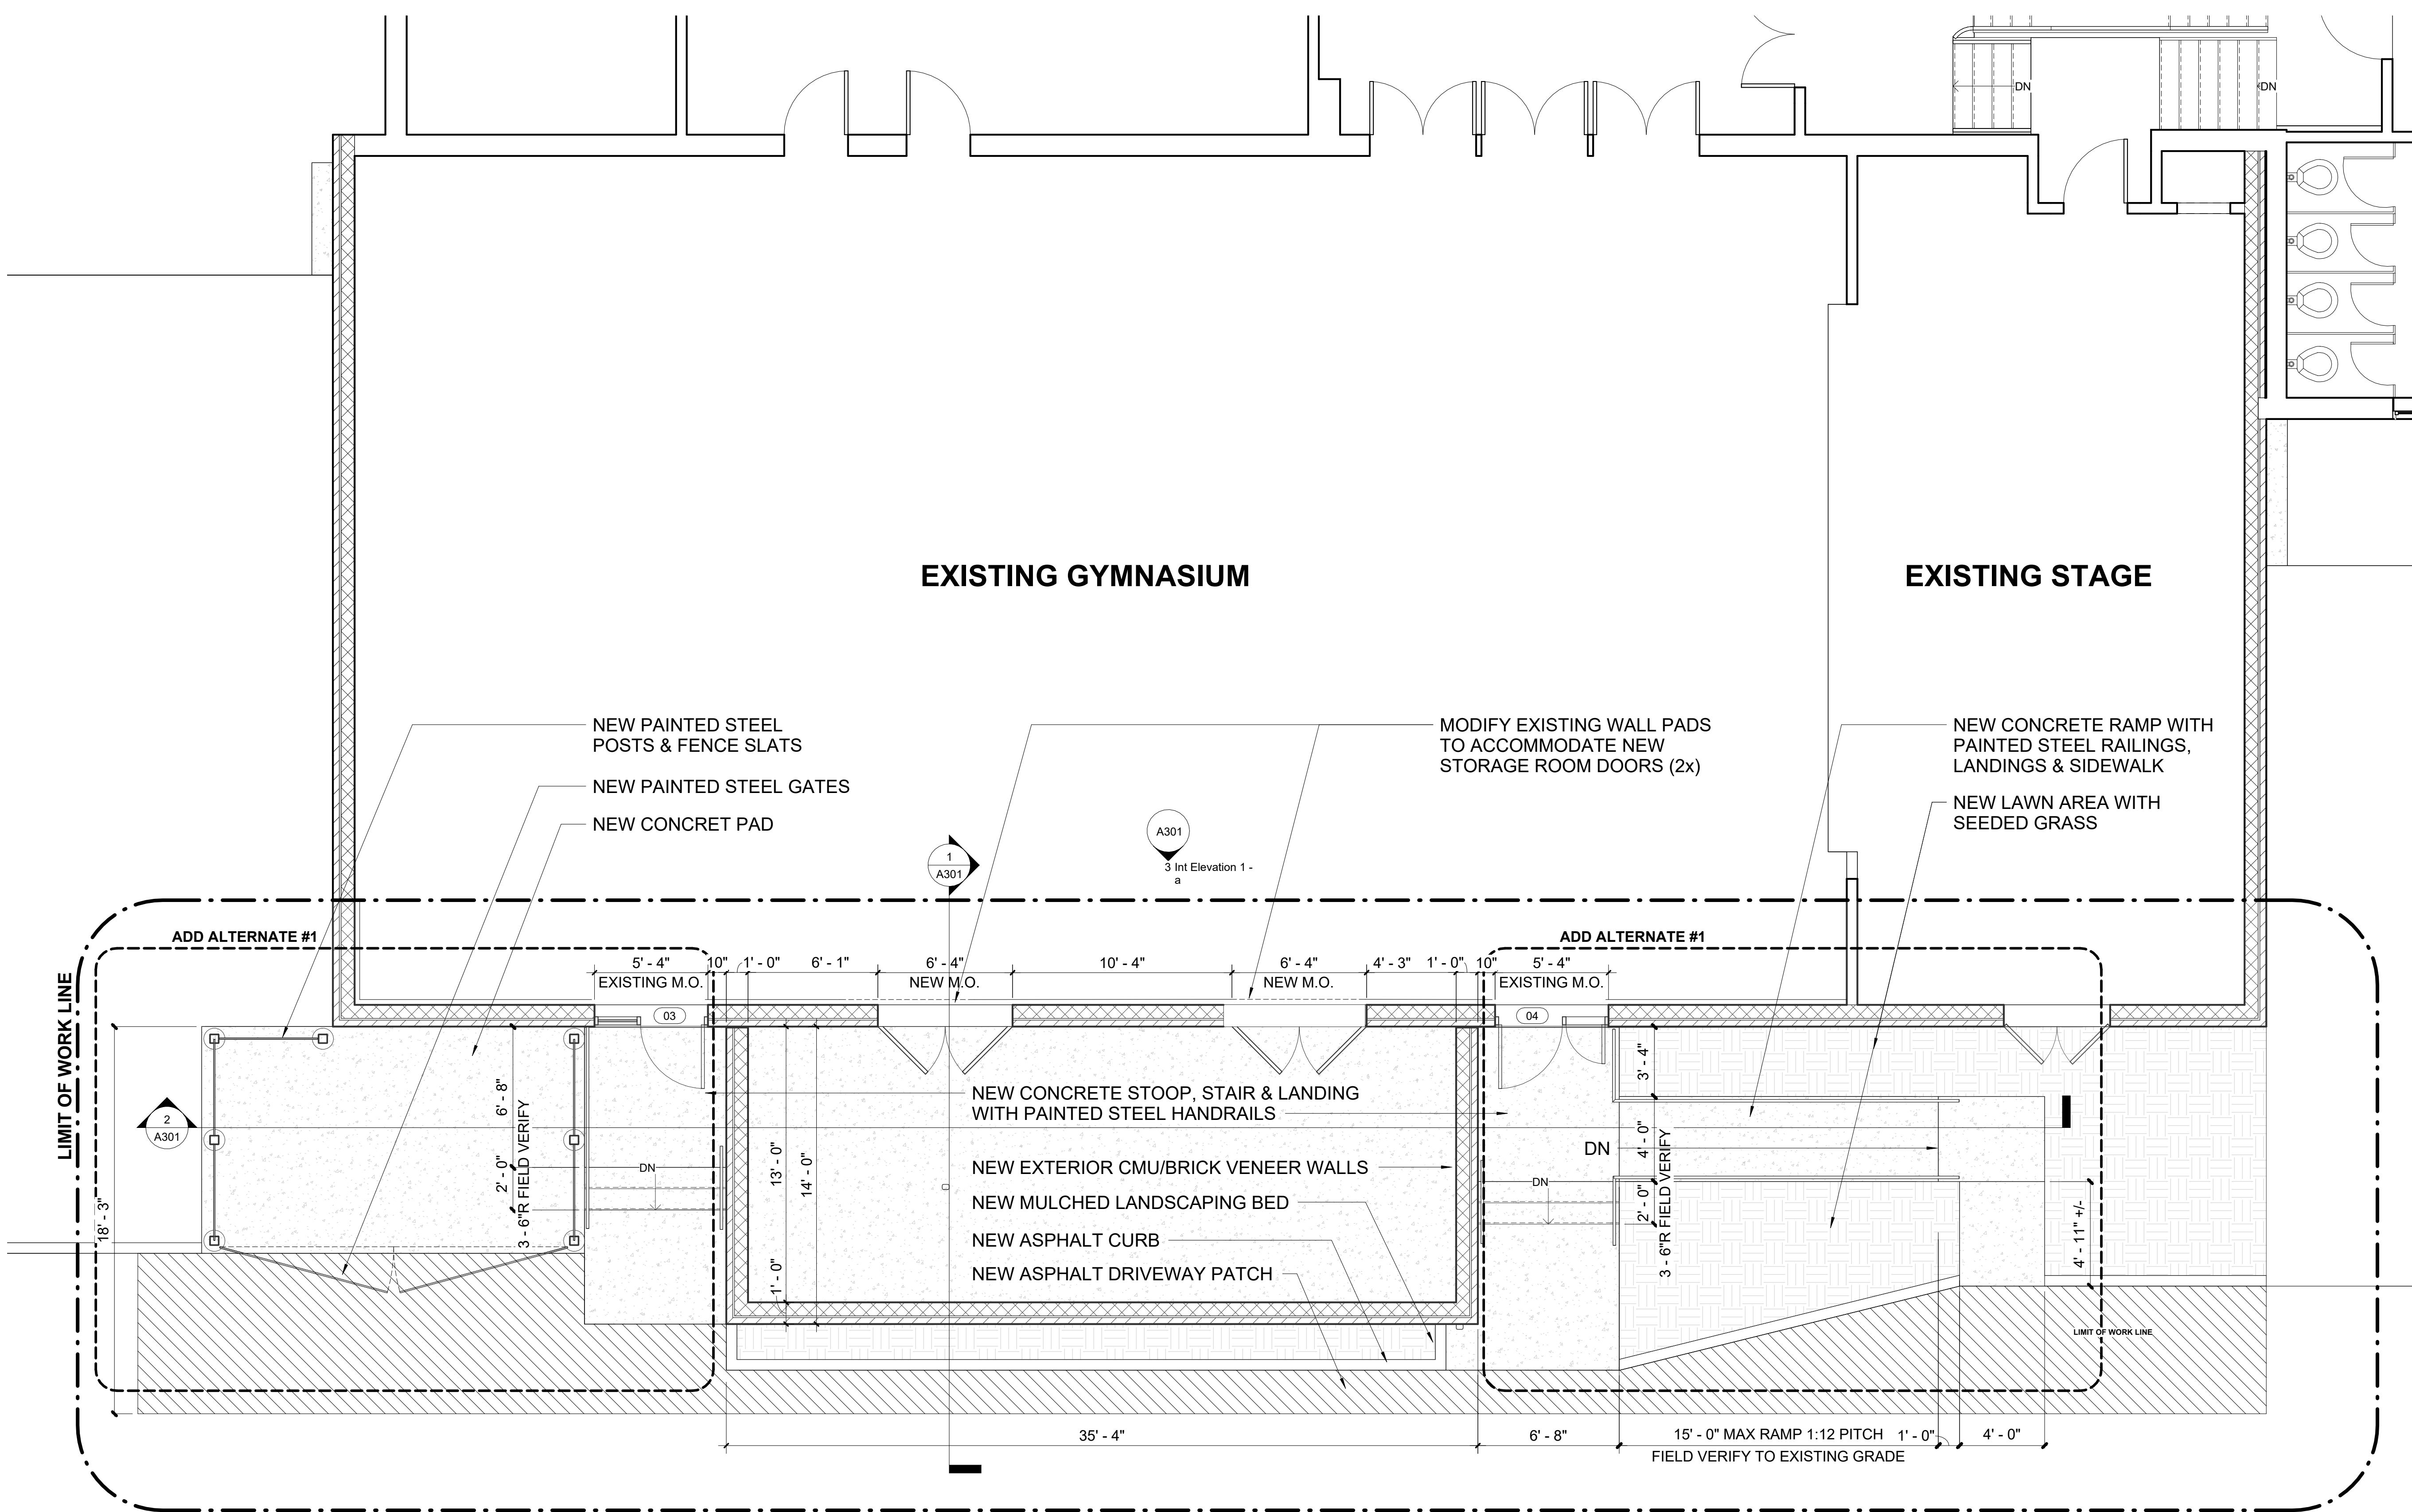 DN
DN
EXISTING GYMNASIUM
EXISTING STAGE
NEW PAINTED STEEL
POSTS & FENCE SLATS
NEW PAINTED STEEL GATES
NEW CONCRET PAD
MODIFY EXISTING WALL PADS
TO ACCOMMODATE NEW
STORAGE ROOM DOORS (2x)
NEW CONCRETE RAMP WITH
PAINTED STEEL RAILINGS,
LANDINGS & SIDEWALK
NEW LAWN AREA WITH
SEEDED GRASS
1
A301
A301
3 Int Elevation 1 -
a
ADD ALTERNATE #1
ADD ALTERNATE #1
LIMIT OF WORK LINE
5' - 4"
10"
1' - 0"
6' - 1"
6' - 4"
10' - 4"
6' - 4"
4' - 3"
1' - 0"
10"
5' - 4"
EXISTING M.O.
NEW M.O.
NEW M.O.
EXISTING M.O.
03
04
2
A301
18' - 3"
6' - 8"
2' - 0"
3 - 6"R FIELD VERIFY
DN
13' - 0"
14' - 0"
1' - 0"
NEW CONCRETE STOOP, STAIR & LANDING
WITH PAINTED STEEL HANDRAILS
NEW EXTERIOR CMU/BRICK VENEER WALLS
NEW MULCHED LANDSCAPING BED
NEW ASPHALT CURB
NEW ASPHALT DRIVEWAY PATCH
DN
DN
3' - 4"
4' - 0"
2' - 0"
3 - 6"R FIELD VERIFY
4' - 11" +/-
LIMIT OF WORK LINE
35' - 4"
6' - 8"
15' - 0" MAX RAMP 1:12 PITCH
1' - 0"
4' - 0"
FIELD VERIFY TO EXISTING GRADE